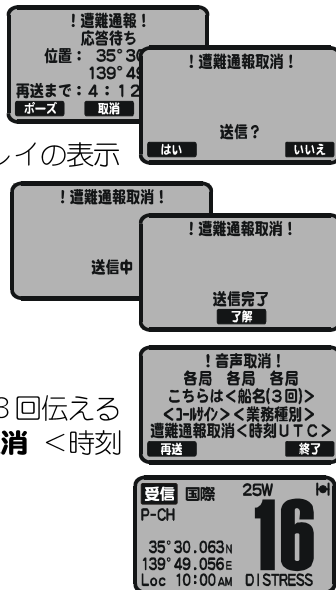 ！遭難通報！
応答待ち
位置： 35°30
139°49
再送まで：4：12
ポーズ 取消
！遭難通報取消！
送信？
はい いいえ
レイの表示
！遭難通報取消！
送信中
！遭難通報取消！
送信完了
了解
！音声取消！
各局 各局 各局
こちらは＜船名(3回)＞
＜ｺｰﾙｻｲﾝ＞＜業務種別＞
遭難通報取消＜時刻ＵＴＣ＞
再送 終了
3回伝える
消 ＜時刻
受信 国際 25W
P-CH
16
35°30.063N
139°49.056E
Loc 10:00AM DISTRESS